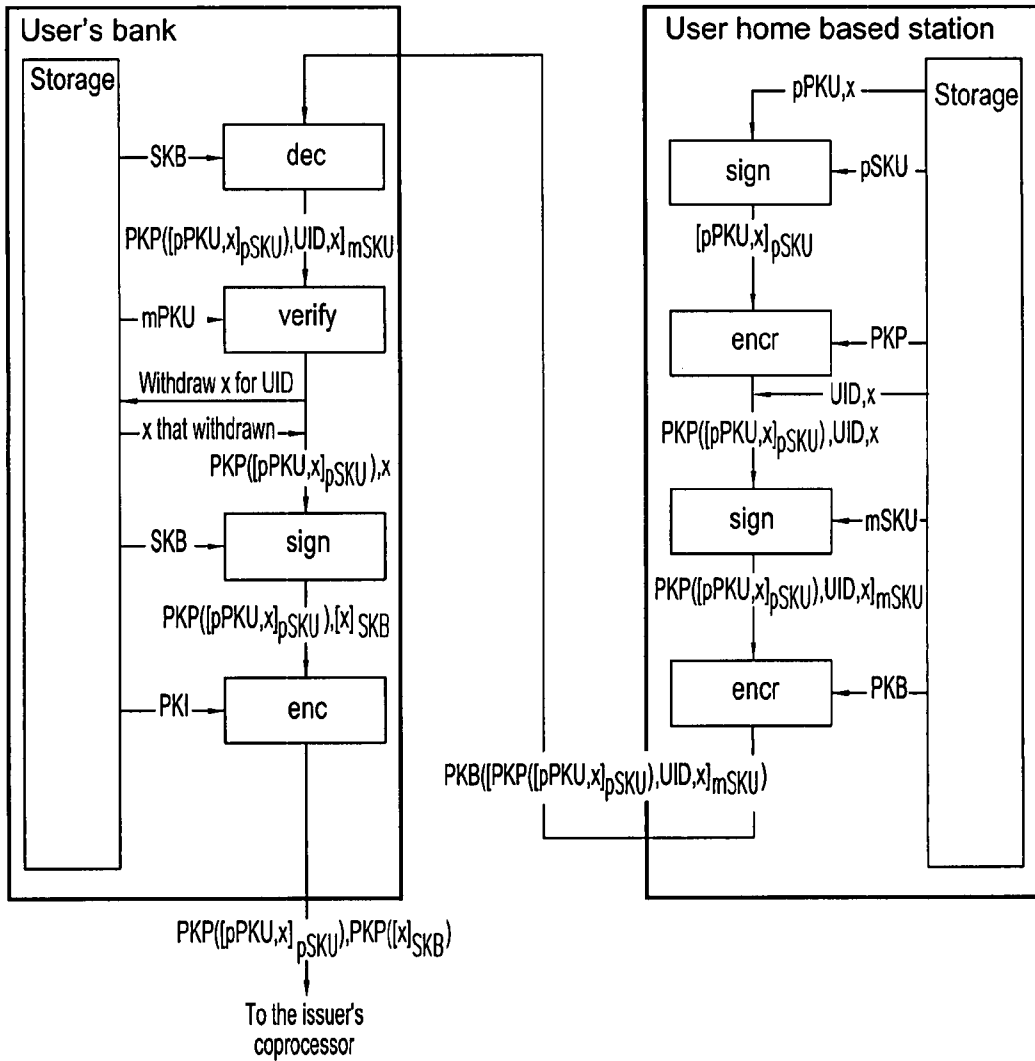 User's bank
Storage
SKB
dec
PKP([pPKU,x]pSKU),UID,x]mSKU
mPKU
verify
Withdraw x for UID
x that withdrawn
PKP([pPKU,x]pSKU),x
SKB
sign
PKP([pPKU,x]pSKU),[x] SKB
PKI
enc
PKP([pPKU,x]pSKU),PKP([x]SKB)
To the issuer's
coprocessor
User home based station
Storage
pPKU,x
sign
pSKU
[pPKU,x]pSKU
encr
PKP
UID,x
PKP([pPKU,x]pSKU),UID,x
sign
mSKU
PKP([pPKU,x]pSKU),UID,x]mSKU
encr
PKB
PKB([PKP([pPKU,x]pSKU),UID,x]mSKU)